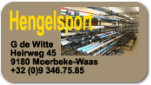 Hengelsport
G de Witte
Heirweg 45
9180 Moerbeke-Waas
+32 (0)9 346.75.85